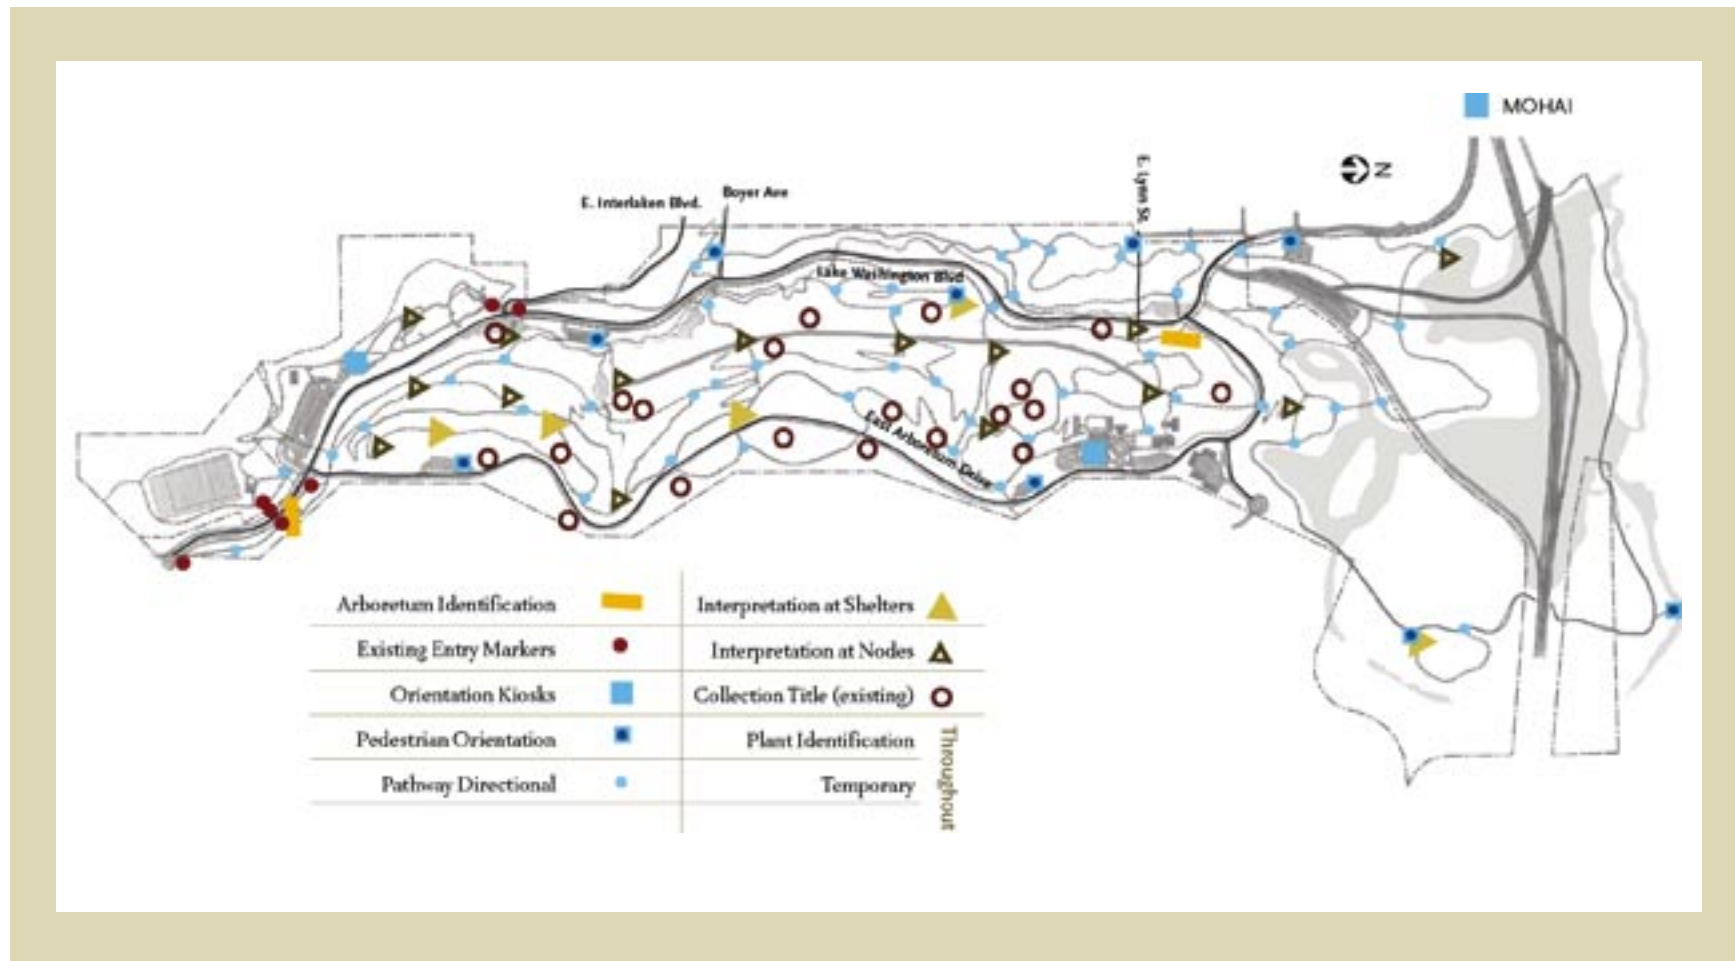 MOHAI
N
E. Lynn St.
Boyer Ave
E. Interlaken Blvd.
Lake Washington Blvd
East Arboretum Drive
Arboretum Identification
Existing Entry Markers
Orientation Kiosks
Pedestrian Orientation
Pathway Directional
Interpretation at Shelters
Interpretation at Nodes
Collection Title (existing)
Plant Identification
Temporary
Throughout